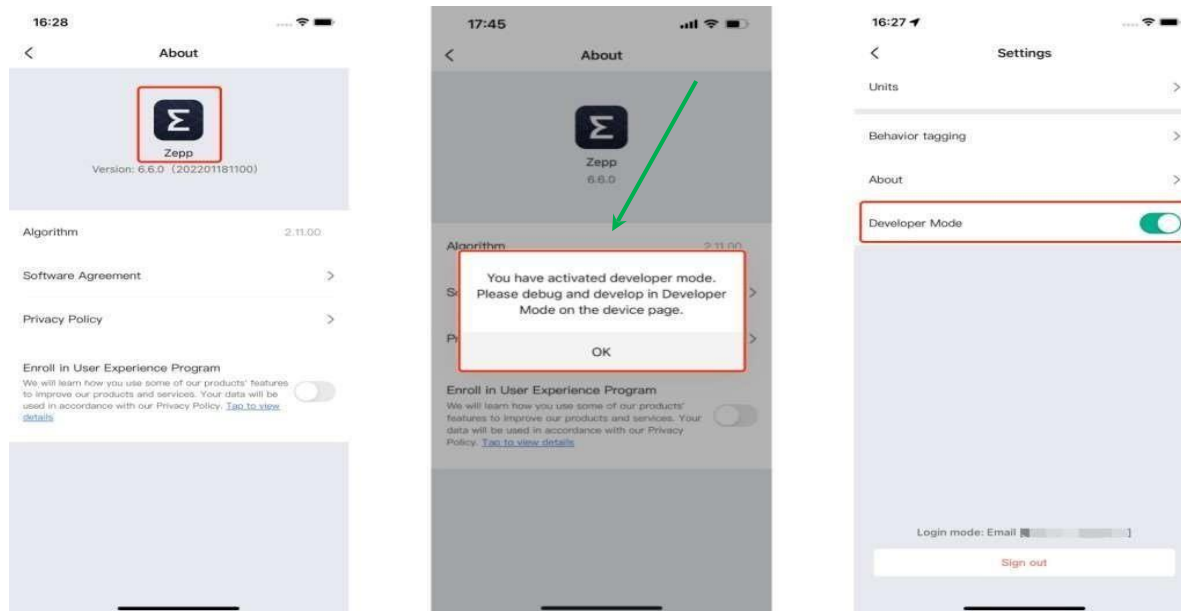 16:28
About
Σ
Zepp
Version: 6.6.0 (202201181100)
Algorithm 2.11.00
Software Agreement
Privacy Policy
Enroll in User Experience Program
We will learn how you use some of our products' features
to improve our products and services. Your data will be
used in accordance with our Privacy Policy. Tap to view
details
17:45
About
Σ
Zepp
6.6.0
Algorithm 2.11.00
You have activated developer mode.
Please debug and develop in Developer
Mode on the device page.
OK
Enroll in User Experience Program
We will learn how you use some of our products'
features to improve our products and services. Your
data will be used in accordance with our Privacy
Policy. Tap to view details
16:27
Settings
Units
Behavior tagging
About
Developer Mode
Login mode: Email
Sign out